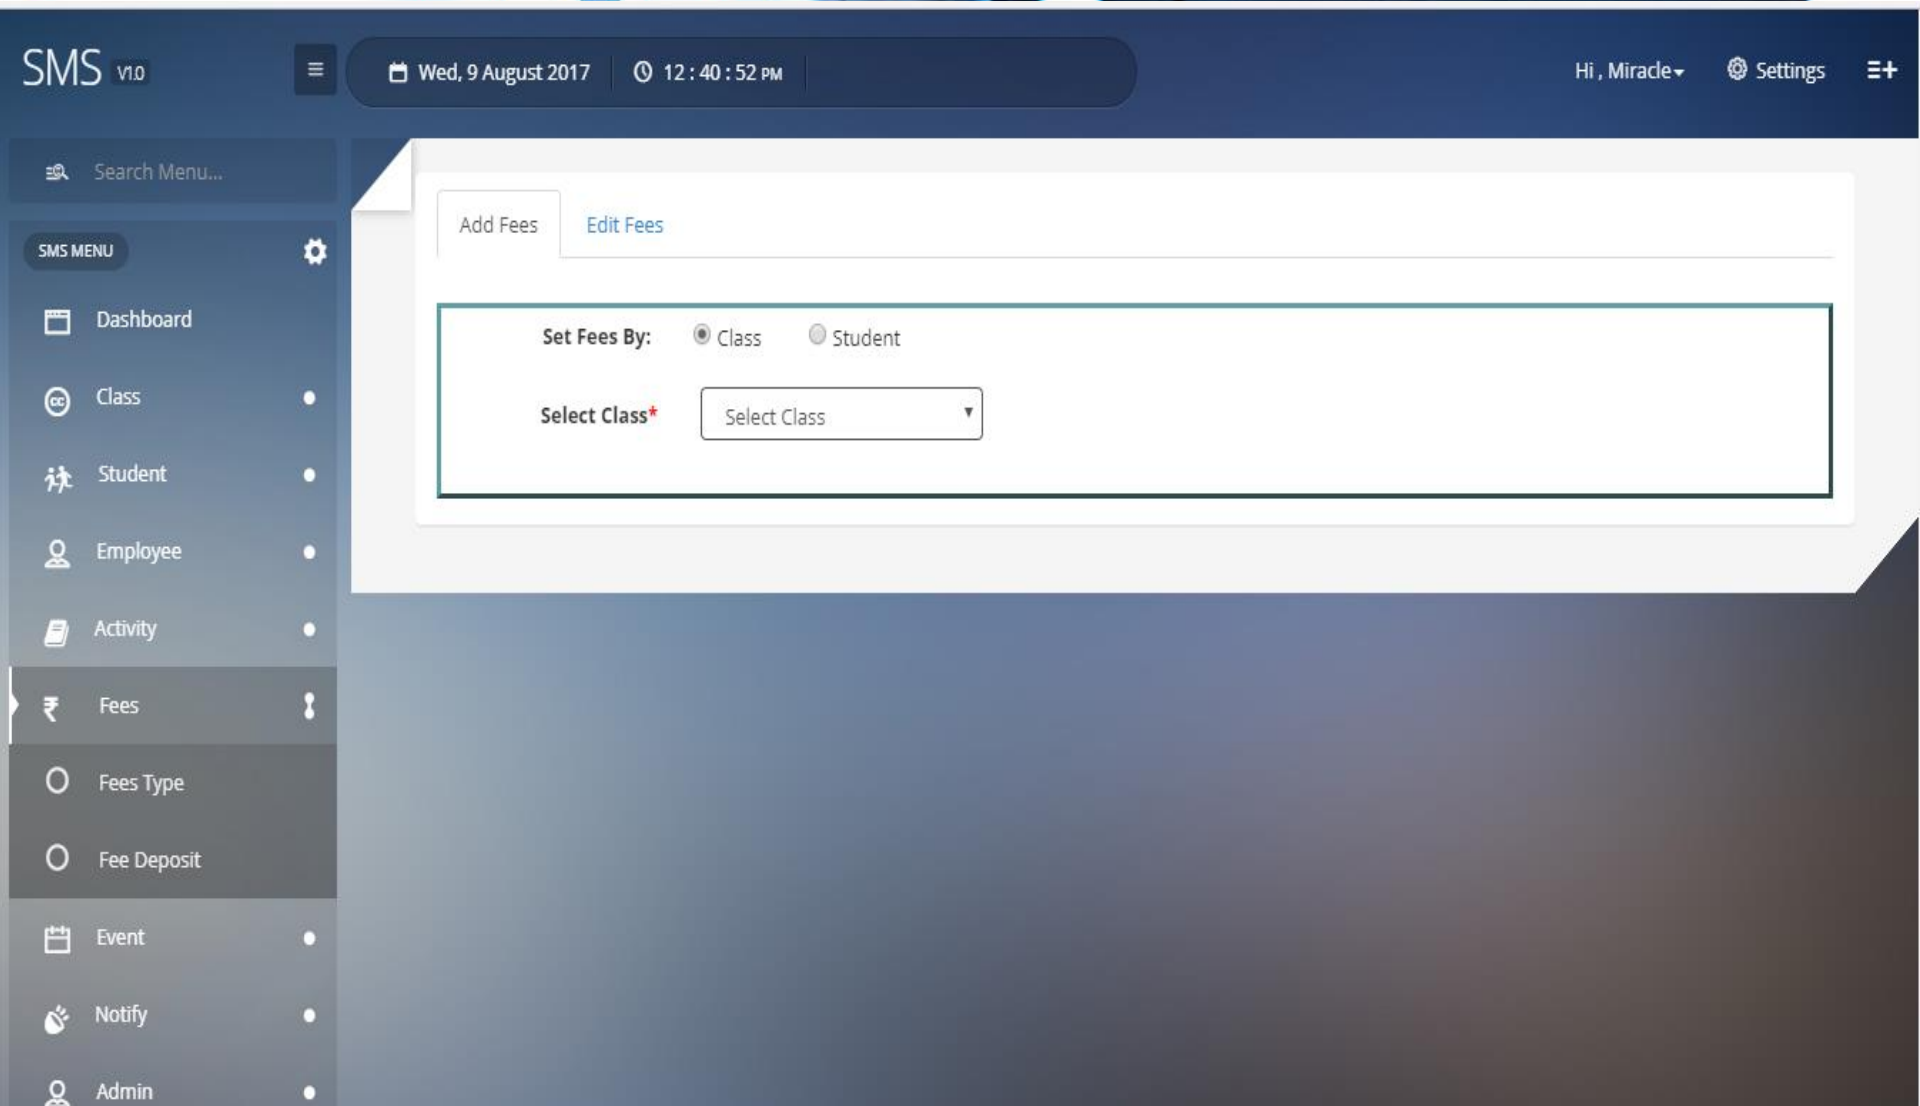 SMS V1.0
Wed, 9 August 2017 12 : 40 : 52 PM
Hi , Miracle Settings
Search Menu...
SMS MENU
Dashboard
Class
Student
Employee
Activity
₹ Fees
Fees Type
Fee Deposit
Event
Notify
Admin
Add Fees Edit Fees
Set Fees By: Class Student
Select Class* Select Class